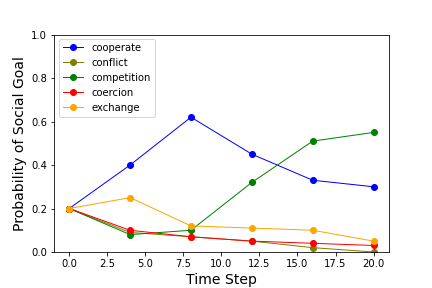 1.0
0.8
0.6
0.4
0.2
0.0
Probability of Social Goal
cooperate
conflict
competition
coercion
exchange
0.0 2.5 5.0 7.5 10.0 12.5 15.0 17.5 20.0
Time Step